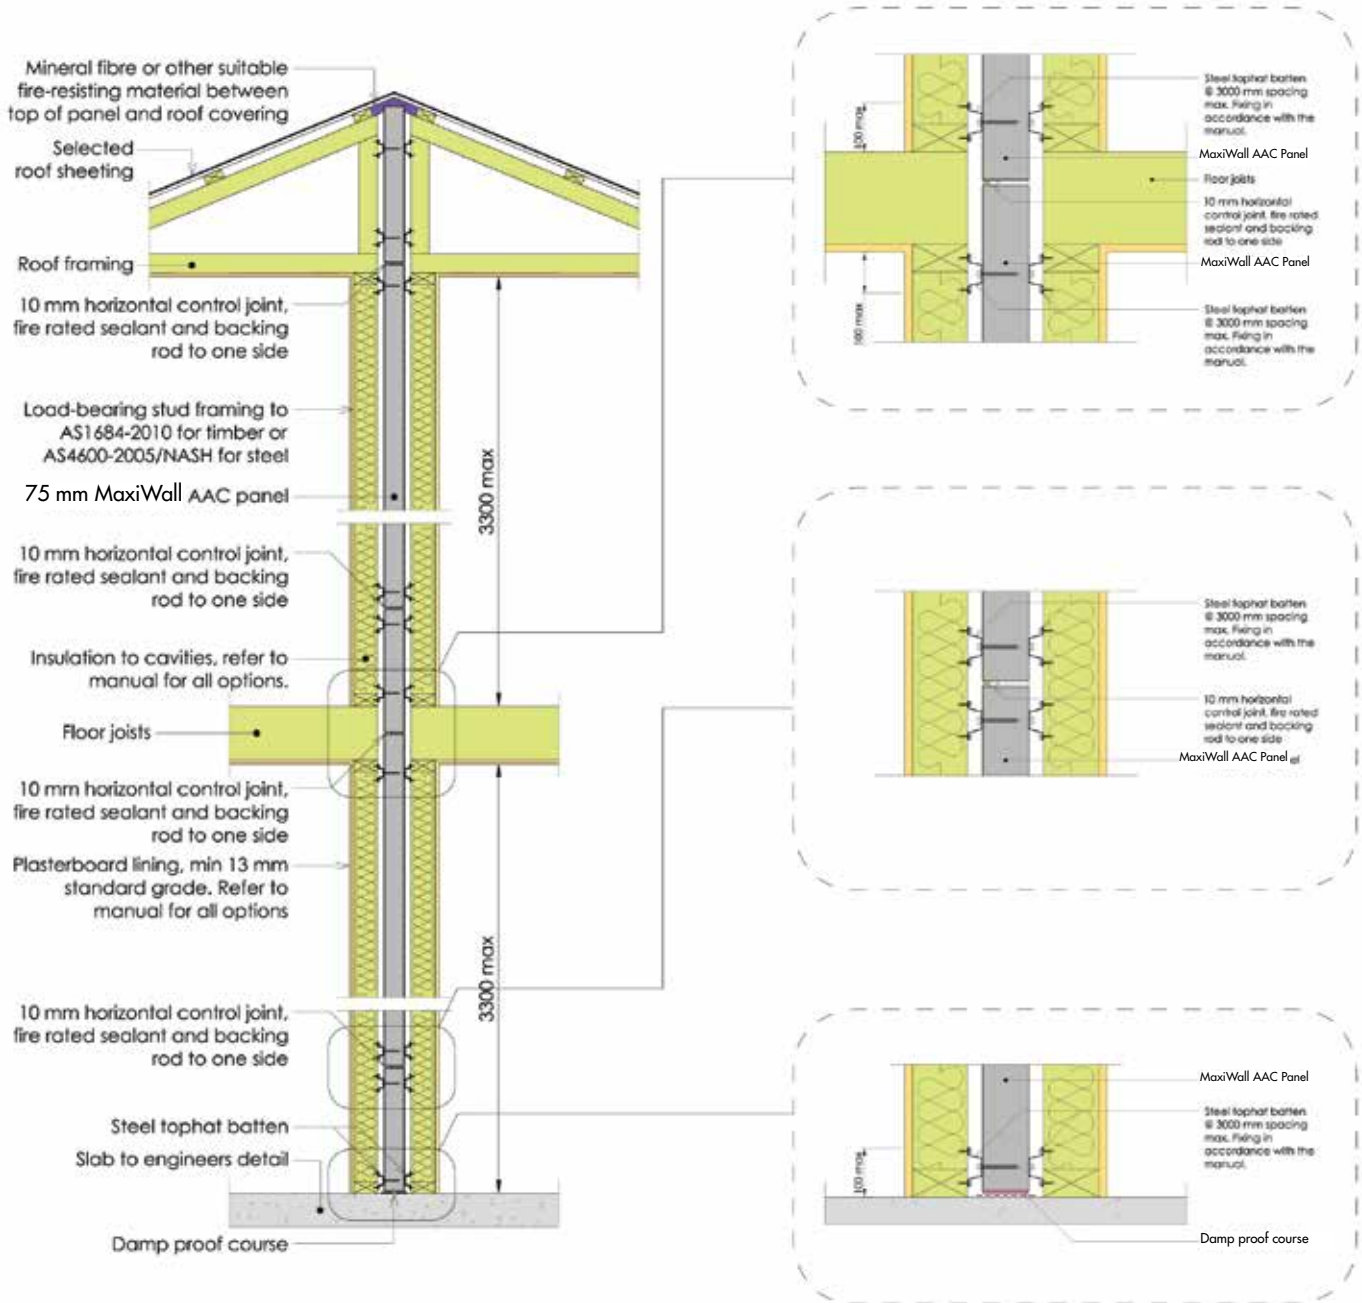 Mineral fibre or other suitable
fire-resisting material between
top of panel and roof covering
Selected
roof sheeting
Roof framing
10 mm horizontal control joint,
fire rated sealant and backing
rod to one side
Load-bearing stud framing to
AS1684-2010 for timber or
AS4600-2005/NASH for steel
75 mm MaxiWall AAC panel
10 mm horizontal control joint,
fire rated sealant and backing
rod to one side
Insulation to cavities, refer to
manual for all options.
Floor joists
10 mm horizontal control joint,
fire rated sealant and backing
rod to one side
Plasterboard lining, min 13 mm
standard grade. Refer to
manual for all options
10 mm horizontal control joint,
fire rated sealant and backing
rod to one side
Steel tophat batten
Slab to engineers detail
Damp proof course
3300 max
3300 max
Steel tophat batten
@ 3000 mm spacing
max. Fixing in
accordance with the
manual.
MaxiWall AAC Panel
Floor joists
10 mm horizontal
control joint, fire rated
sealant and backing
rod to one side
MaxiWall AAC Panel
Steel tophat batten
@ 3000 mm spacing
max. Fixing in
accordance with the
manual.
100 max
100 max
Steel tophat batten
@ 3000 mm spacing
max. Fixing in
accordance with the
manual.
10 mm horizontal
control joint, fire rated
sealant and backing
rod to one side
MaxiWall AAC Panel el
MaxiWall AAC Panel
Steel tophat batten
@ 3000 mm spacing
max. Fixing in
accordance with the
manual.
100 max
Damp proof course